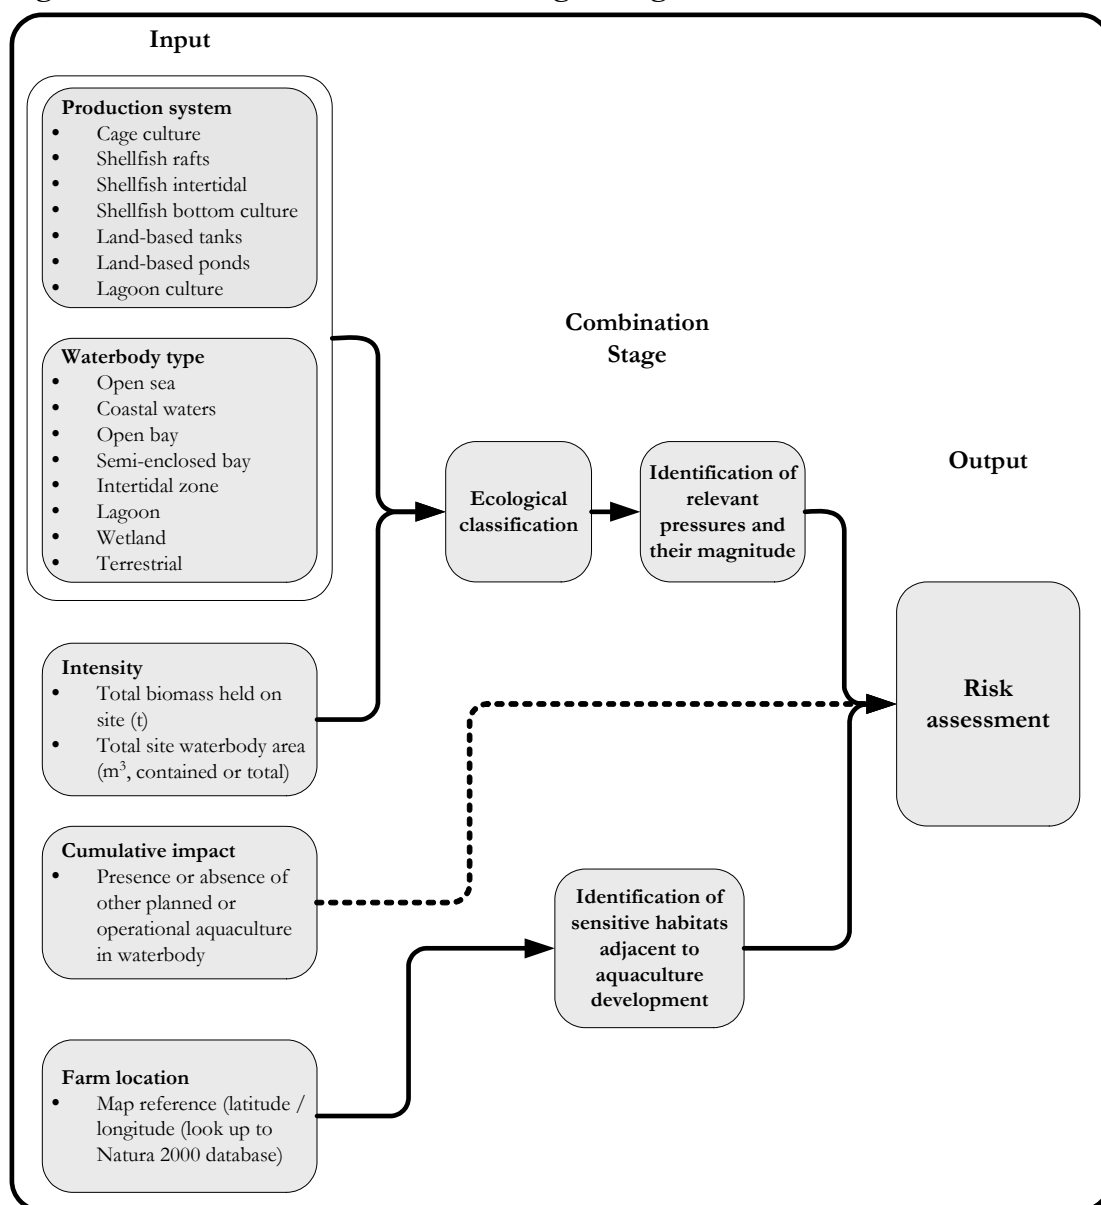 Input
Production system
• Cage culture
• Shellfish rafts
• Shellfish intertidal
• Shellfish bottom culture
• Land-based tanks
• Land-based ponds
• Lagoon culture
Waterbody type
• Open sea
• Coastal waters
• Open bay
• Semi-enclosed bay
• Intertidal zone
• Lagoon
• Wetland
• Terrestrial
Intensity
• Total biomass held on
site (t)
• Total site waterbody area
(m³, contained or total)
Cumulative impact
• Presence or absence of
other planned or
operational aquaculture
in waterbody
Farm location
• Map reference (latitude /
longitude (look up to
Natura 2000 database)
Combination
Stage
Ecological
classification
Identification of
relevant
pressures and
their magnitude
Identification of
sensitive habitats
adjacent to
aquaculture
development
Output
Risk
assessment